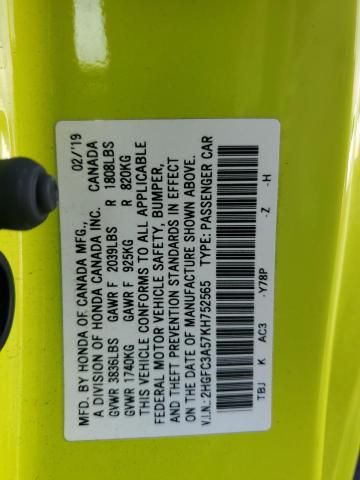 MFD. BY HONDA OF CANADA MFG., 02/'19
A DIVISION OF HONDA CANADA INC. CANADA
GVWR 3836LBS GAWR F 2039LBS R 1808LBS
GVWR 1740KG GAWR F 925KG R 820KG
THIS VEHICLE CONFORMS TO ALL APPLICABLE
FEDERAL MOTOR VEHICLE SAFETY, BUMPER,
AND THEFT PREVENTION STANDARDS IN EFFECT
ON THE DATE OF MANUFACTURE SHOWN ABOVE.
V.I.N.: 2HGFC3A57KH752565 TYPE: PASSENGER CAR
TBJ K AC3 -Y78P -Z -H